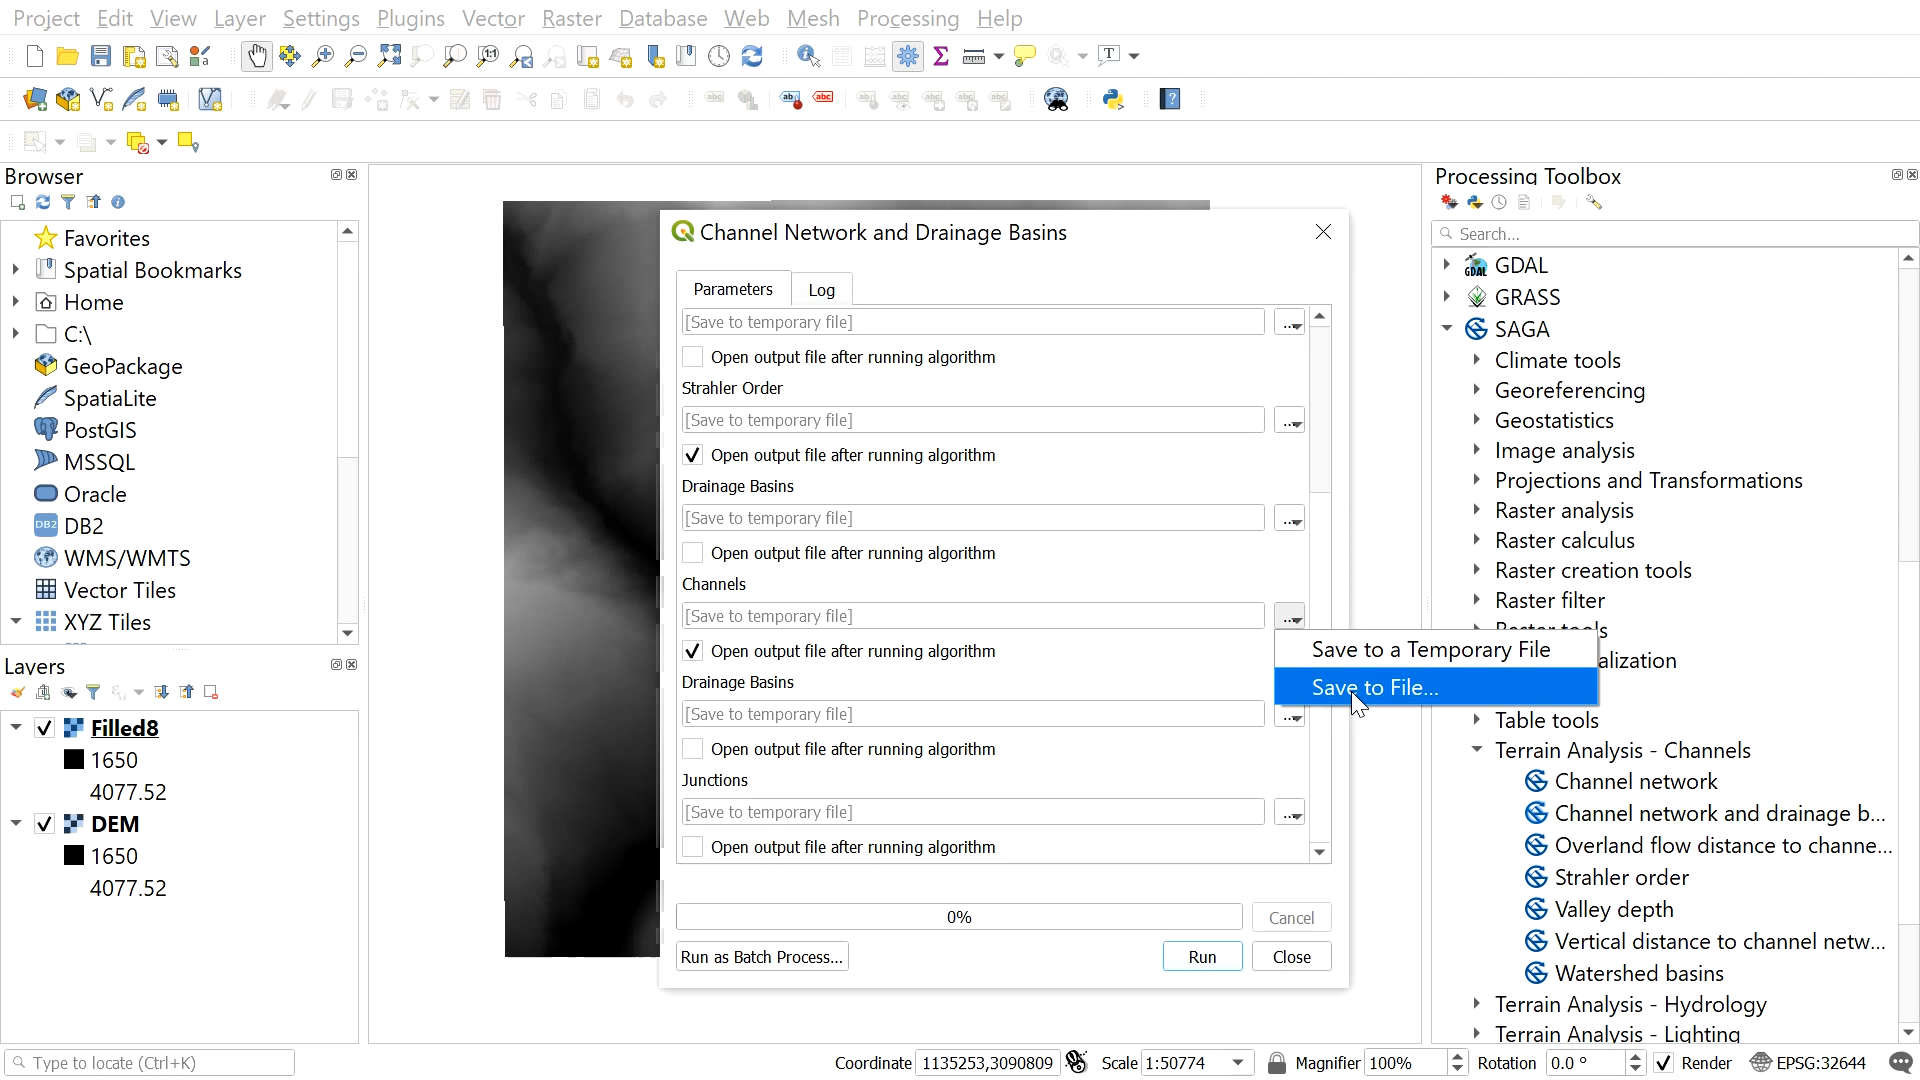 Project Edit View Layer Settings Plugins Vector Raster Database Web Mesh Processing Help
Browser
Favorites
Spatial Bookmarks
Home
C:\
GeoPackage
SpatiaLite
PostGIS
MSSQL
Oracle
DB2
WMS/WMTS
Vector Tiles
XYZ Tiles
Layers
Filled8
1650
4077.52
DEM
1650
4077.52
Channel Network and Drainage Basins
Parameters Log
[Save to temporary file]
Open output file after running algorithm
Strahler Order
[Save to temporary file]
Open output file after running algorithm
Drainage Basins
[Save to temporary file]
Open output file after running algorithm
Channels
[Save to temporary file]
Open output file after running algorithm
Drainage Basins
[Save to temporary file]
Open output file after running algorithm
Junctions
[Save to temporary file]
Open output file after running algorithm
0% Cancel
Run as Batch Process... Run Close
Save to a Temporary File
Save to File...
Processing Toolbox
Search...
GDAL
GRASS
SAGA
Climate tools
Georeferencing
Geostatistics
Image analysis
Projections and Transformations
Raster analysis
Raster calculus
Raster creation tools
Raster filter
alization
Table tools
Terrain Analysis - Channels
Channel network
Channel network and drainage b...
Overland flow distance to channe...
Strahler order
Valley depth
Vertical distance to channel netw...
Watershed basins
Terrain Analysis - Hydrology
Terrain Analysis - Lighting
Type to locate (Ctrl+K) Coordinate 1135253,3090809 Scale 1:50774 Magnifier 100% Rotation 0.0 ° Render EPSG:32644